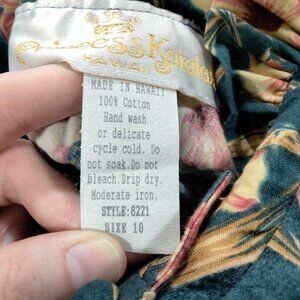 Princess Kaiulani
HAWAII
MADE IN HAWAII
100% Cotton
Hand wash
or delicate
cycle cold. Do
not soak.Do not
bleach.Drip dry.
Moderate iron.
STYLE:6221
SIZE 10